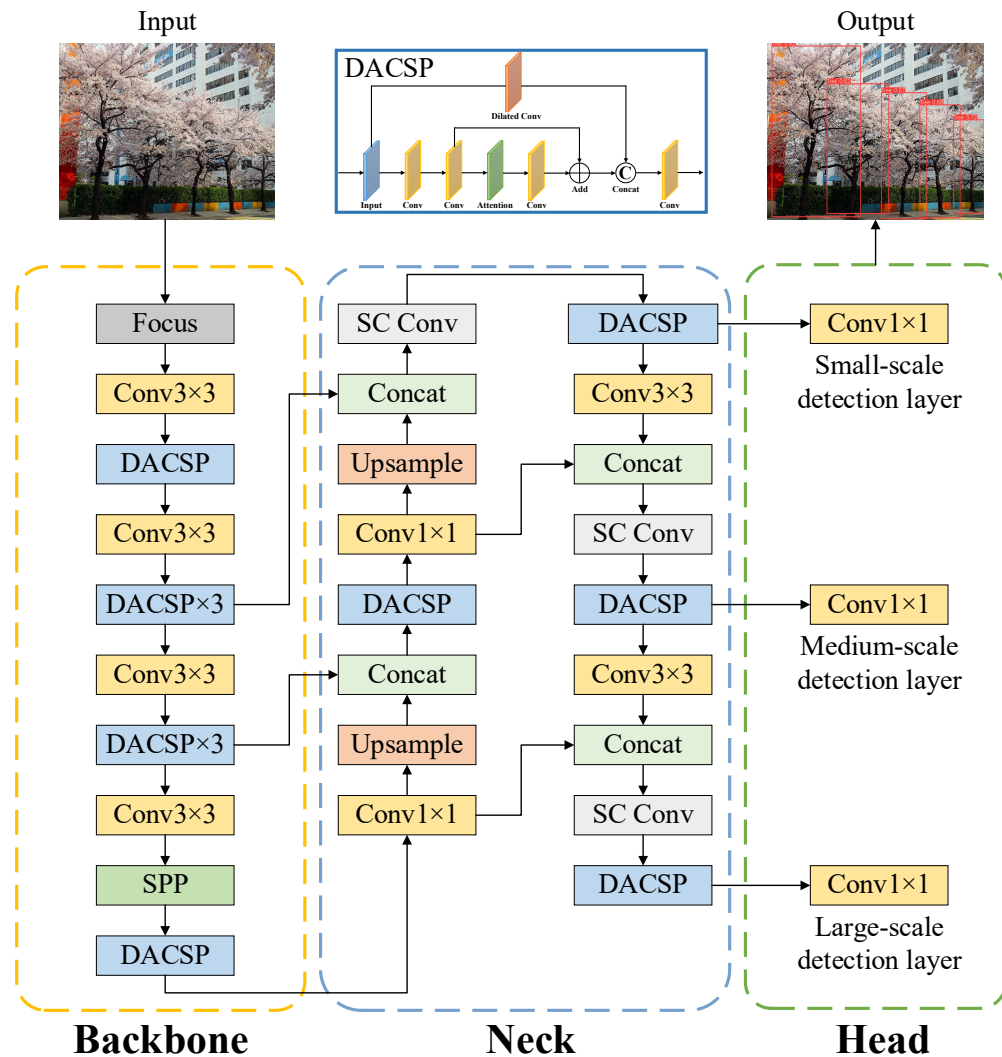 Input
Output
DACSP
Dilated Conv
Input
Conv
Conv
Attention
Conv
Add
C
Concat
Conv
Focus
Conv3×3
DACSP
Conv3×3
DACSP×3
Conv3×3
DACSP×3
Conv3×3
SPP
DACSP
Backbone
SC Conv
Concat
Upsample
Conv1×1
DACSP
Concat
Upsample
Conv1×1
DACSP
Conv3×3
Concat
SC Conv
DACSP
Conv3×3
Concat
SC Conv
DACSP
Neck
Conv1×1
Small-scale
detection layer
Conv1×1
Medium-scale
detection layer
Conv1×1
Large-scale
detection layer
Head